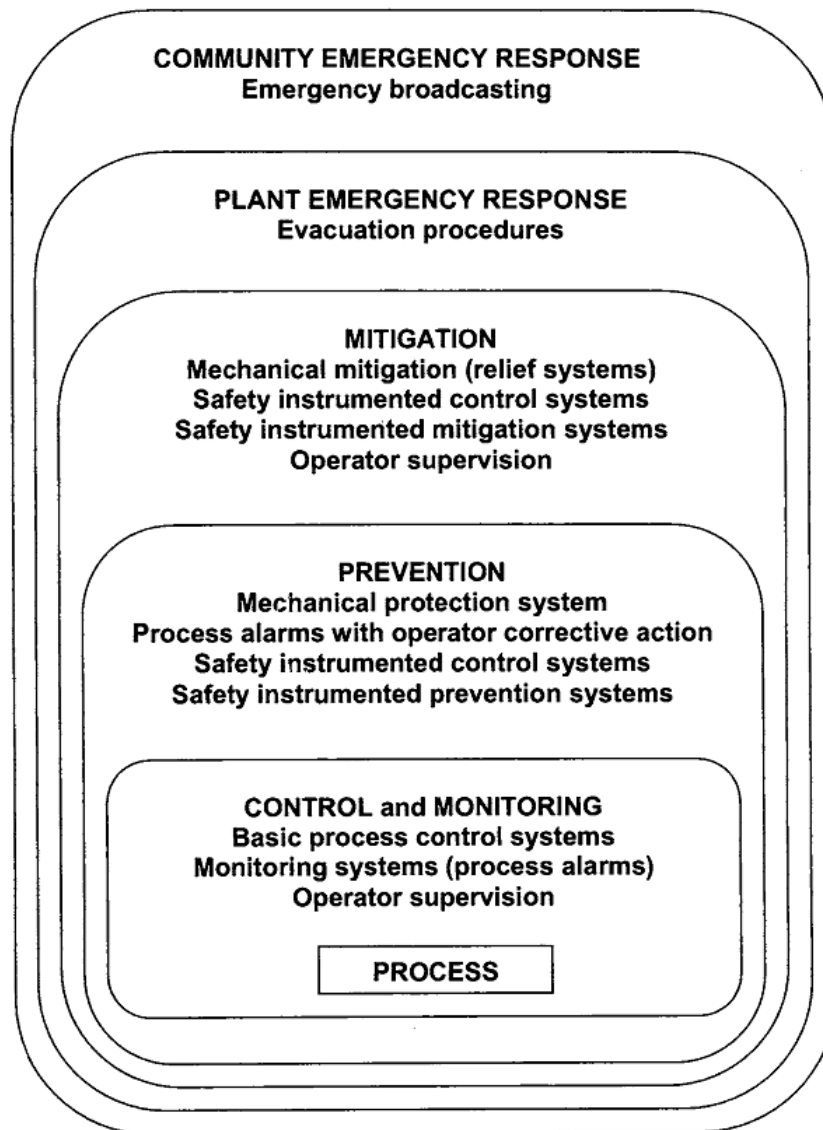 COMMUNITY EMERGENCY RESPONSE
Emergency broadcasting
PLANT EMERGENCY RESPONSE
Evacuation procedures
MITIGATION
Mechanical mitigation (relief systems)
Safety instrumented control systems
Safety instrumented mitigation systems
Operator supervision
PREVENTION
Mechanical protection system
Process alarms with operator corrective action
Safety instrumented control systems
Safety instrumented prevention systems
CONTROL and MONITORING
Basic process control systems
Monitoring systems (process alarms)
Operator supervision
PROCESS